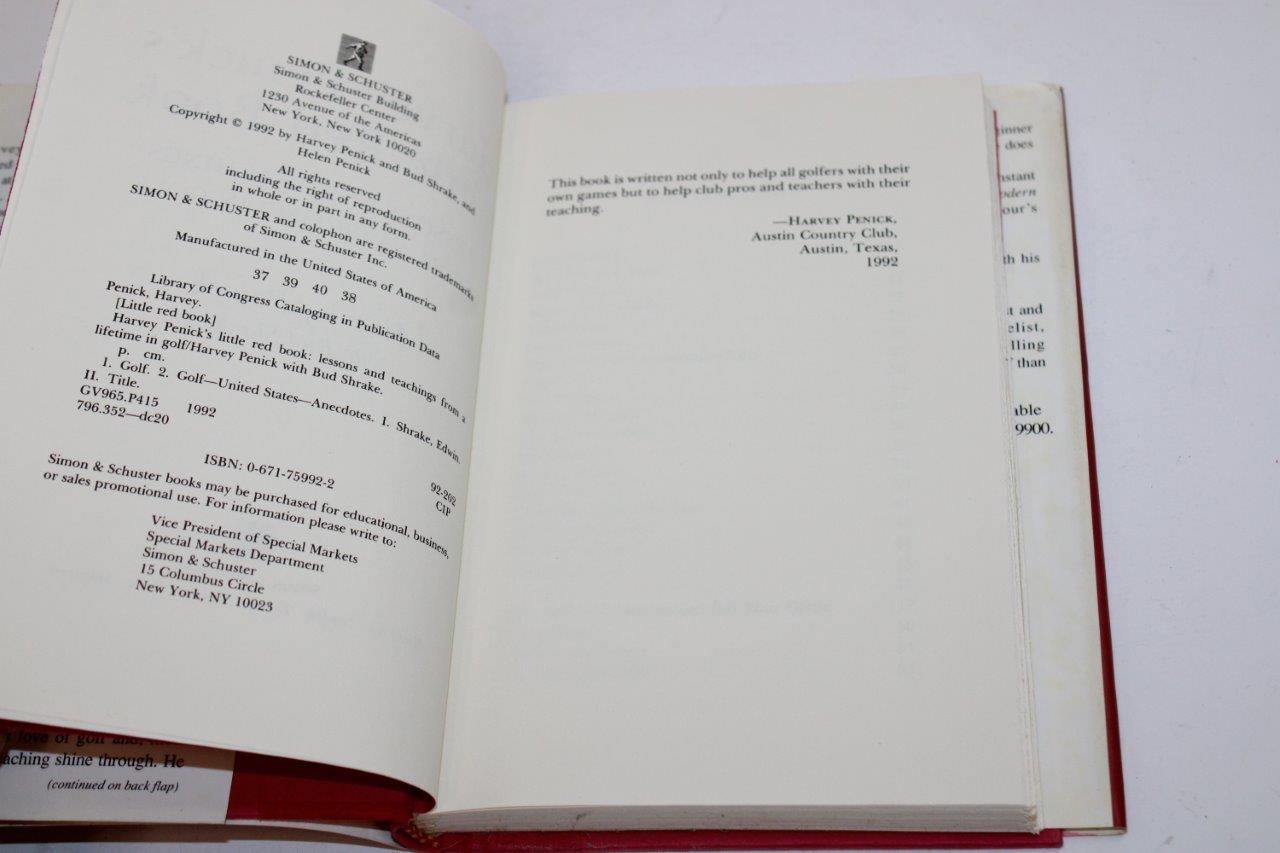 SIMON & SCHUSTER
Simon & Schuster Building
Rockefeller Center
1230 Avenue of the Americas
New York, New York 10020
Copyright © 1992 by Harvey Penick and Bud Shrake, and
Helen Penick
All rights reserved
including the right of reproduction
in whole or in part in any form.
SIMON & SCHUSTER and colophon are registered trademarks
of Simon & Schuster Inc.
Manufactured in the United States of America
37 39 40 38
Library of Congress Cataloging in Publication Data
Penick, Harvey.
[Little red book]
Harvey Penick's little red book: lessons and teachings from a
lifetime in golf/Harvey Penick with Bud Shrake.
p. cm.
1. Golf. 2. Golf—United States—Anecdotes. I. Shrake, Edwin.
II. Title.
GV965.P415 1992
796.352—dc20
92-202
CIP
ISBN: 0-671-75992-2
Simon & Schuster books may be purchased for educational, business,
or sales promotional use. For information please write to:
Vice President of Special Markets
Special Markets Department
Simon & Schuster
15 Columbus Circle
New York, NY 10023
This book is written not only to help all golfers with their
own games but to help club pros and teachers with their
teaching.
—HARVEY PENICK,
Austin Country Club,
Austin, Texas,
1992
does
our's
his
and
than
9900.
love of golf and,
aching shine through. He
(continued on back flap)